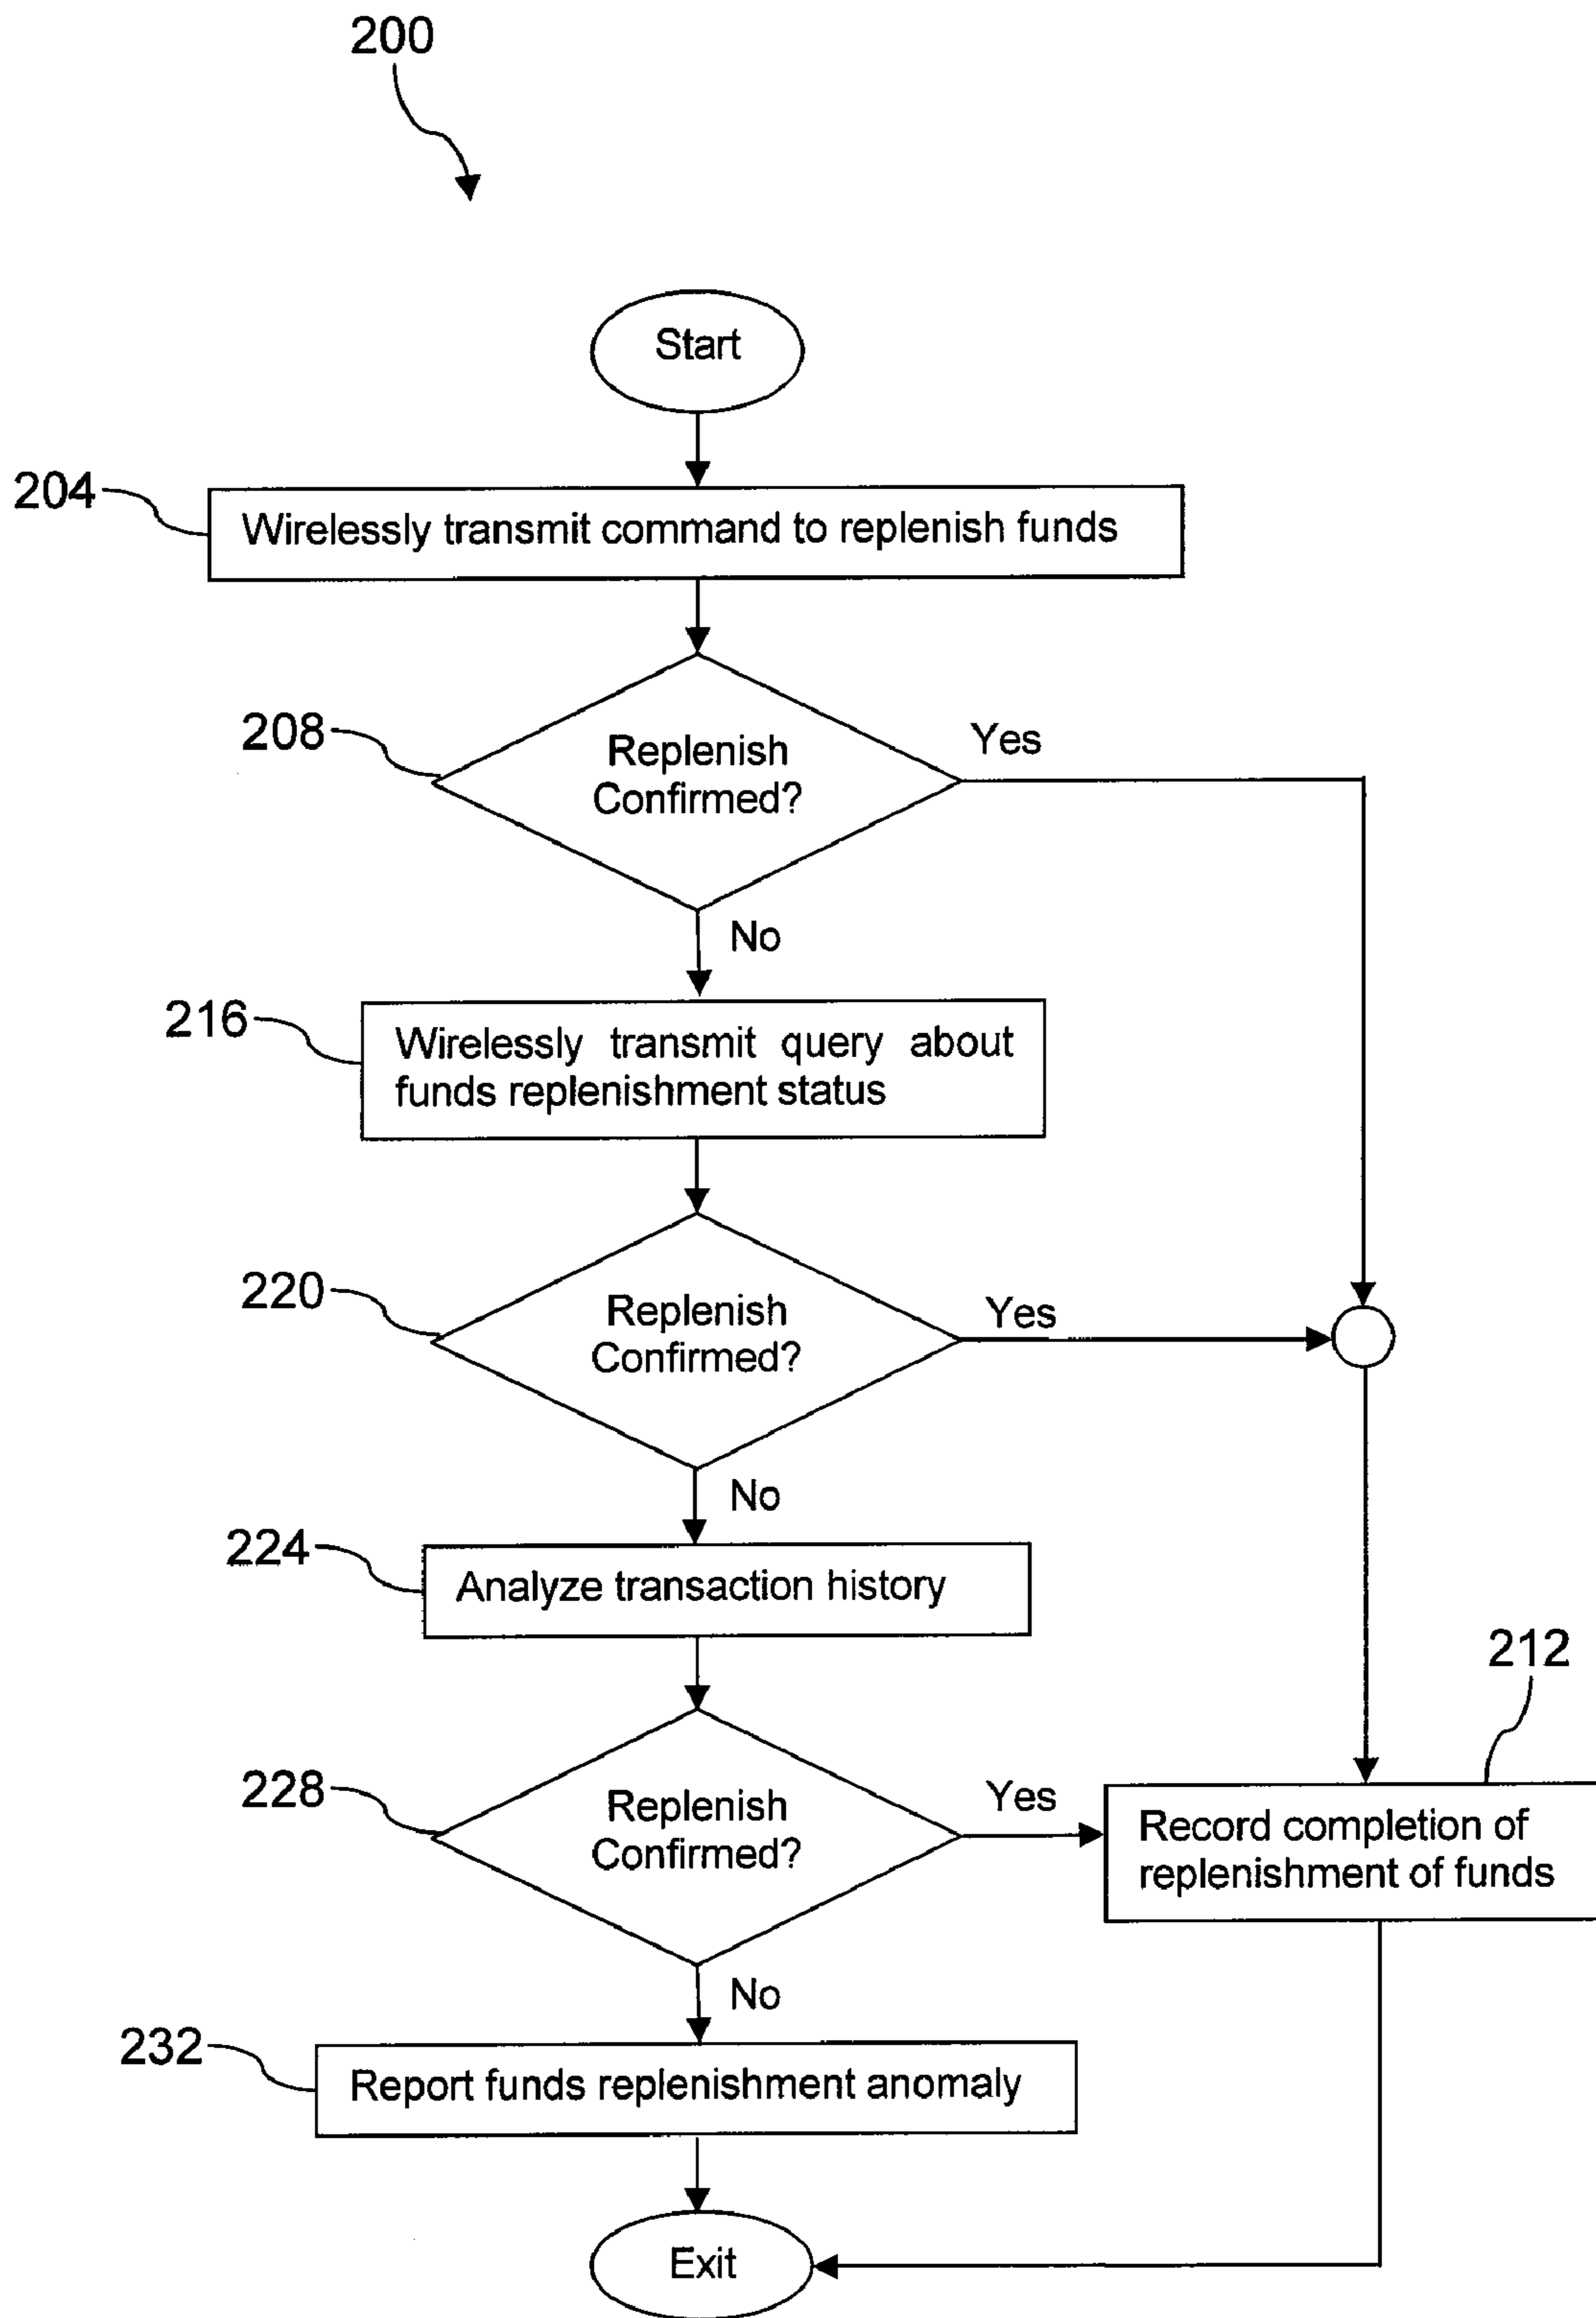 200
Start
204
Wirelessly transmit command to replenish funds
208
Replenish
Confirmed?
Yes
No
216
Wirelessly transmit query about
funds replenishment status
220
Replenish
Confirmed?
Yes
No
224
Analyze transaction history
212
228
Replenish
Confirmed?
Yes
Record completion of
replenishment of funds
No
232
Report funds replenishment anomaly
Exit